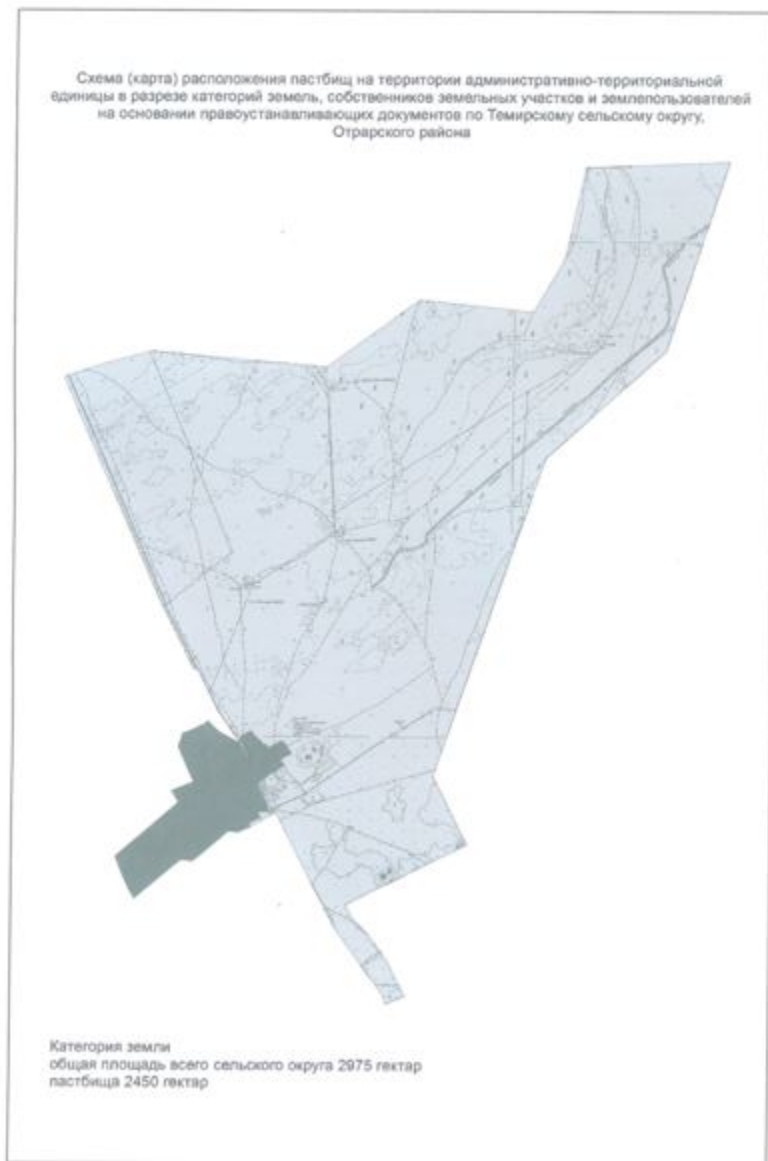 Схема (карта) расположения пастбищ на территории административно-территориальной
единицы в разрезе категорий земель, собственников земельных участков и землепользователей
на основании правоустанавливающих документов по Темирскому сельскому округу,
Отрарского района
Категория земли
общая площадь всего сельского округа 2975 гектар
пастбища 2450 гектар